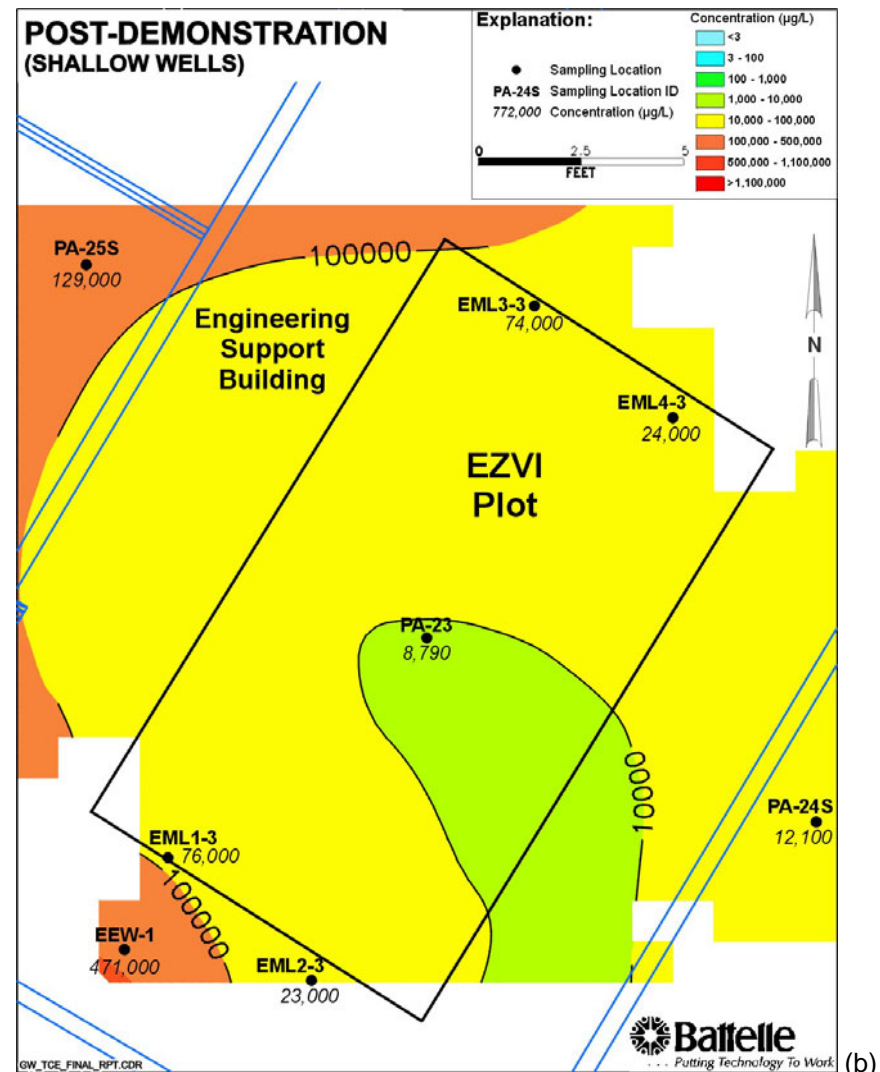 POST-DEMONSTRATION
(SHALLOW WELLS)
Explanation:
Sampling Location
PA-24S Sampling Location ID
772,000 Concentration (µg/L)
0 2.5 5
FEET
Concentration (µg/L)
<3
3 - 100
100 - 1,000
1,000 - 10,000
10,000 - 100,000
100,000 - 500,000
500,000 - 1,100,000
>1,100,000
PA-25S
129,000
100000
EML3-3
74,000
Engineering
Support
Building
N
EML4-3
24,000
EZVI
Plot
PA-23
8,790
10000
PA-24S
12,100
EML1-3
76,000
100000
EEW-1
471,000
EML2-3
23,000
Battelle
. . . Putting Technology To Work
GW_TCE_FINAL_RPT.CDR
(b)